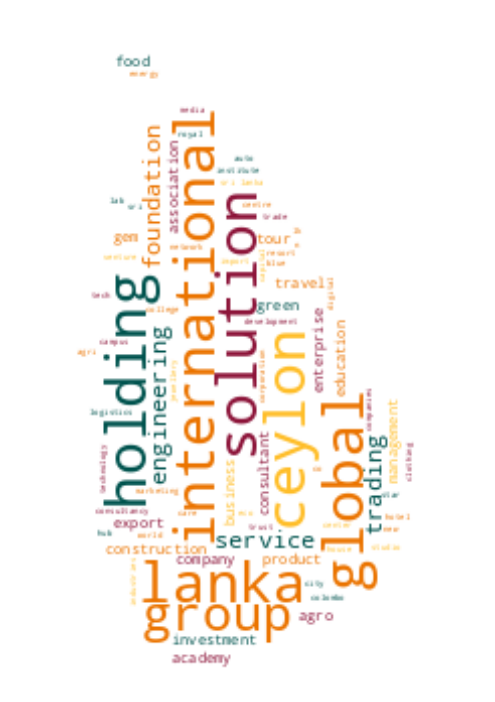 food
energy
media
international
royal
foundation
association
auto
institute
sri lanka
lab
sri
solution
centre
trade
gem
tour
network
venture
resort
blue
travel
digital
tech
holding
green
college
development
enterprise
education
campus
agri
engineering
ceylon
jewellery
corporation
global
companies
management
logistics
trading
consultant
clothing
technology
business
marketing
star
consultancy
care
hotel
export
trust
center
new
hub
world
service
construction
company
product
house
studio
industries
lanka
city
group
colombo
agro
investment
academy